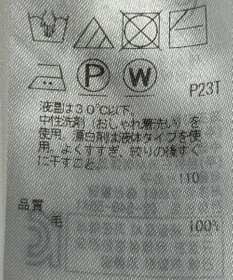 P23T
P W
液温は30℃以下
中性洗剤(おしゃれ着洗い)を
使用。漂白剤は液体タイプを使
用。よくすすぎ、絞りの後すぐ
に干すこと。
110
品質
毛 100%